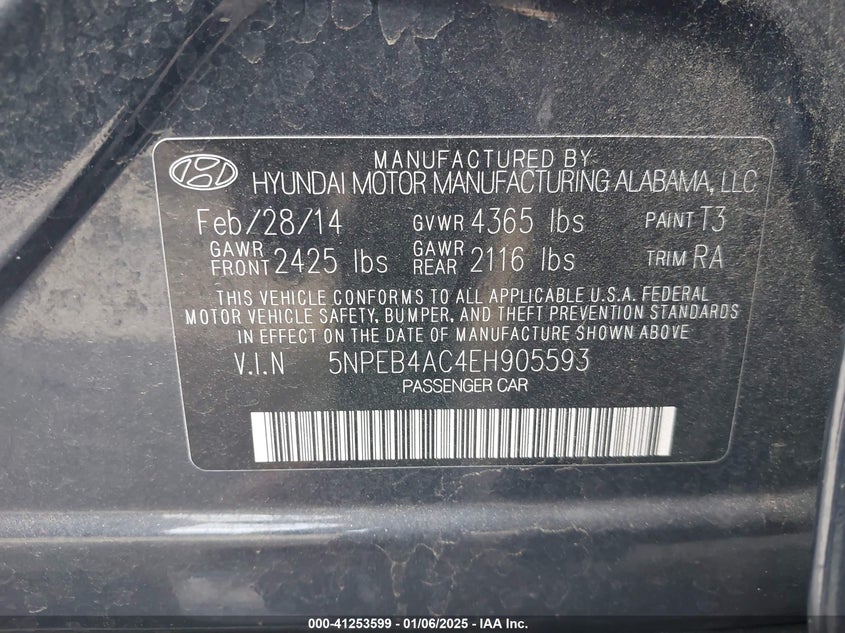 MANUFACTURED BY
HYUNDAI MOTOR MANUFACTURING ALABAMA, LLC
Feb/28/14 GVWR 4365 lbs PAINT T3
GAWR FRONT 2425 lbs GAWR REAR 2116 lbs TRIM RA
THIS VEHICLE CONFORMS TO ALL APPLICABLE U.S.A. FEDERAL
MOTOR VEHICLE SAFETY, BUMPER, AND THEFT PREVENTION STANDARDS
IN EFFECT ON THE DATE OF MANUFACTURE SHOWN ABOVE
V.I.N 5NPEB4AC4EH905593
PASSENGER CAR
000-41253599 - 01/06/2025 - IAA Inc.